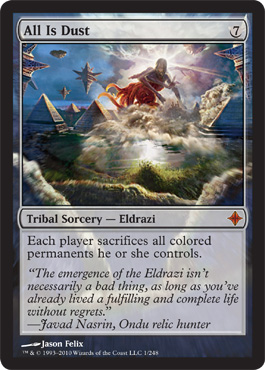 All Is Dust 7
Tribal Sorcery — Eldrazi
Each player sacrifices all colored
permanents he or she controls.
“The emergence of the Eldrazi isn’t
necessarily a bad thing, as long as you’ve
already lived a fulfilling and complete life
without regrets.”
—Javad Nasrin, Ondu relic hunter
Jason Felix
™ & © 1993–2010 Wizards of the Coast LLC 1/248